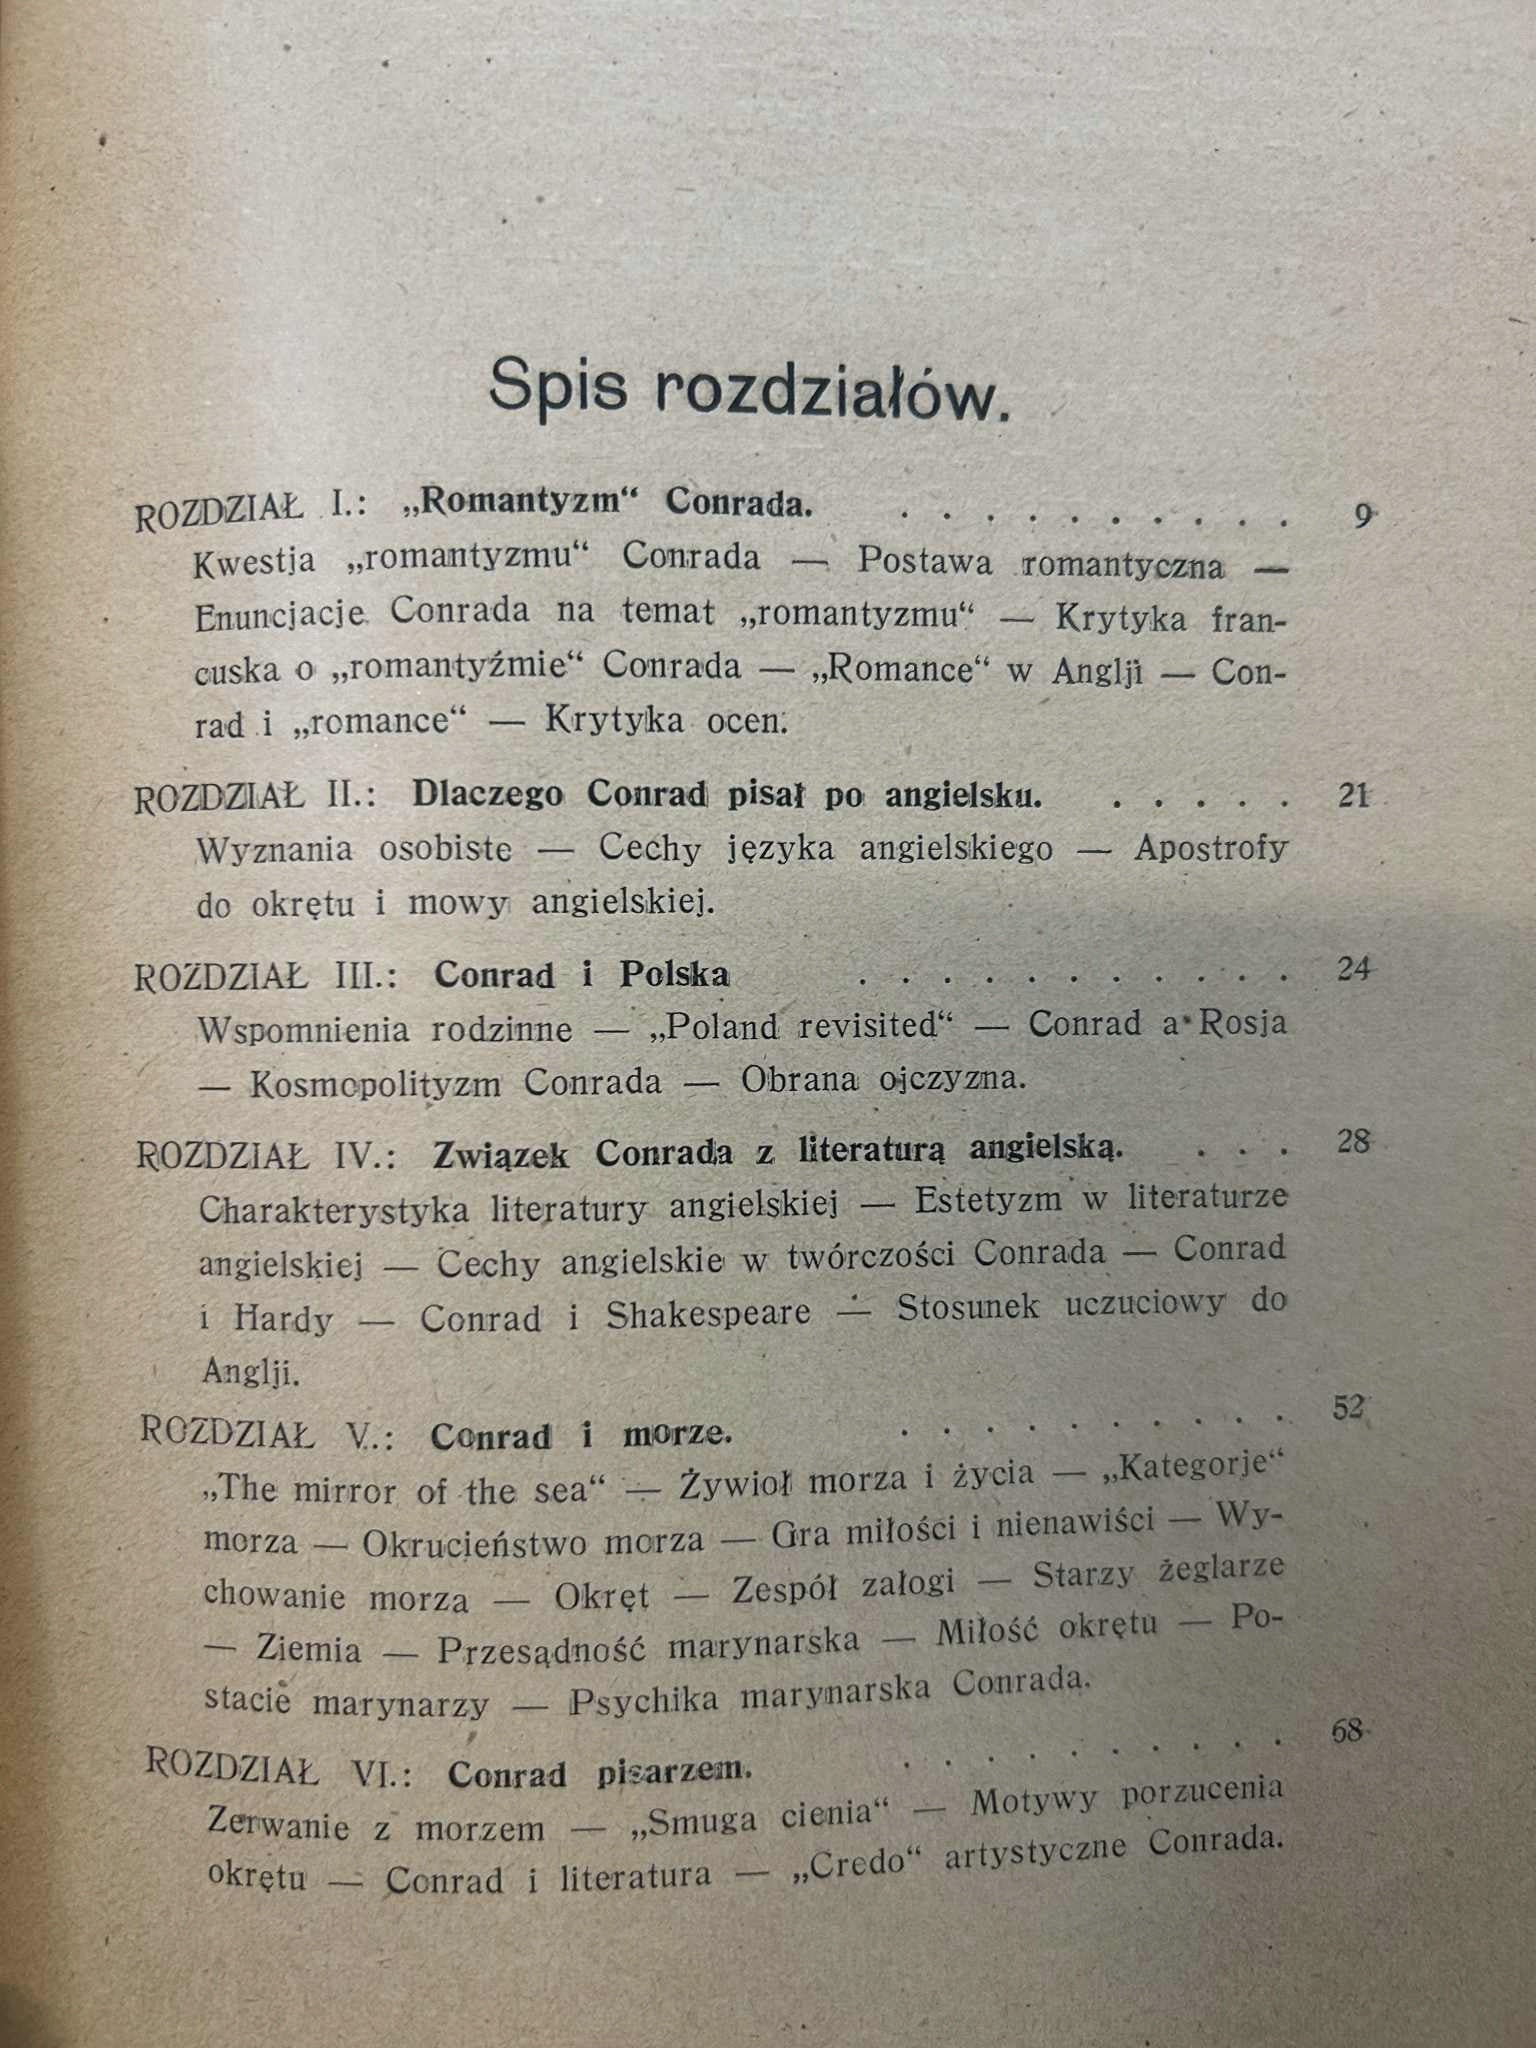 Spis rozdziałów.
ROZDZIAŁ I.: „Romantyzm“ Conrada. . . . . . . . . . . 9
Kwestja „romantyzmu“ Conrada — Postawa romantyczna —
Enuncjacje Conrada na temat „romantyzmu“ — Krytyka fran-
cuska o „romantyźmie“ Conrada — „Romance“ w Anglji — Con-
rad i „romance“ — Krytyka ocen.
ROZDZIAŁ II.: Dlaczego Conrad pisał po angielsku. . . . . . 21
Wyznania osobiste — Cechy języka angielskiego — Apostrofy
do okrętu i mowy angielskiej.
ROZDZIAŁ III.: Conrad i Polska . . . . . . . . . . . 24
Wspomnienia rodzinne — „Poland revisited“ — Conrad a Rosja
— Kosmopolityzm Conrada — Obrana ojczyzna.
ROZDZIAŁ IV.: Związek Conrada z literaturą angielską. . . . 28
Charakterystyka literatury angielskiej — Estetyzm w literaturze
angielskiej — Cechy angielskie w twórczości Conrada — Conrad
i Hardy — Conrad i Shakespeare — Stosunek uczuciowy do
Anglji.
ROZDZIAŁ V.: Conrad i morze. . . . . . . . . . . 52
„The mirror of the sea“ — Żywioł morza i życia — „Kategorje“
morza — Okrucieństwo morza — Gra miłości i nienawiści — Wy-
chowanie morza — Okręt — Zespół załogi — Starzy żeglarze
— Ziemia — Przesądność marynarska — Miłość okrętu — Po-
stacie marynarzy — Psychika marynarska Conrada.
ROZDZIAŁ VI.: Conrad pisarzem. . . . . . . . . . . 68
Zerwanie z morzem — „Smuga cienia“ — Motywy porzucenia
okrętu — Conrad i literatura — „Credo“ artystyczne Conrada.